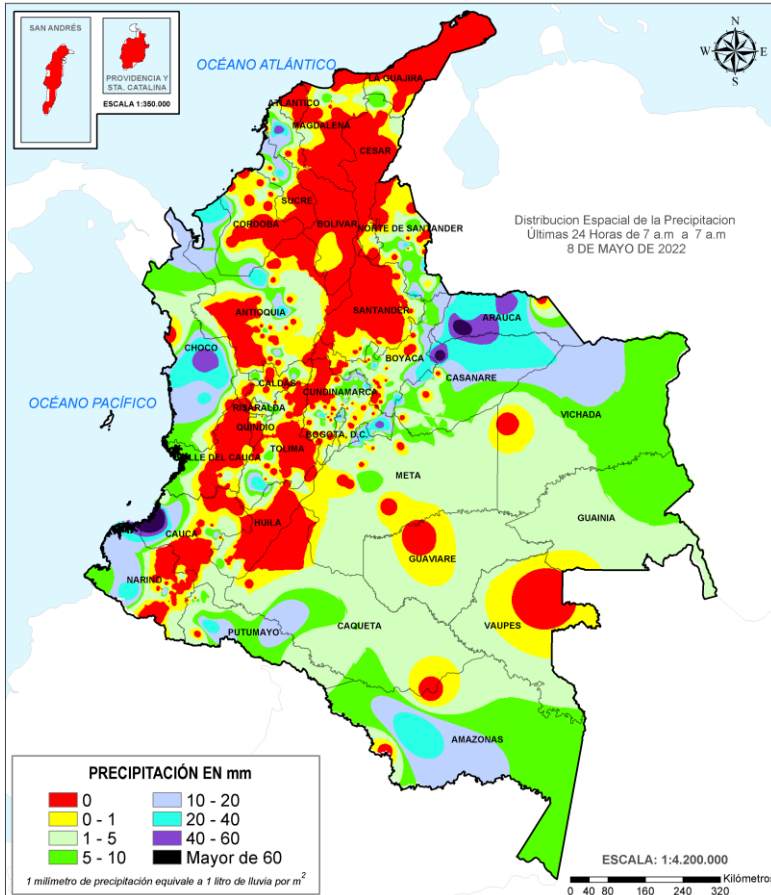 SAN ANDRÉS
PROVIDENCIA Y
STA. CATALINA
ESCALA 1:350.000
OCÉANO ATLÁNTICO
N
W
E
S
LA GUAJIRA
ATLANTICO
MAGDALENA
CESAR
SUCRE
CORDOBA
BOLIVAR
NORTE DE SANTANDER
Distribucion Espacial de la Precipitacion
Últimas 24 Horas de 7 a.m a 7 a.m
8 DE MAYO DE 2022
ANTIOQUIA
SANTANDER
ARAUCA
CHOCO
BOYACA
CASANARE
CALDAS
CUNDINAMARCA
OCÉANO PACÍFICO
RISARALDA
VICHADA
QUINDIO
BOGOTA, D.C.
TOLIMA
VALLE DEL CAUCA
META
GUAINIA
HUILA
CAUCA
GUAVIARE
NARIÑO
PUTUMAYO
CAQUETA
VAUPES
AMAZONAS
PRECIPITACIÓN EN mm
0
10 - 20
0 - 1
20 - 40
1 - 5
40 - 60
5 - 10
Mayor de 60
1 milímetro de precipitación equivale a 1 litro de lluvia por m²
ESCALA: 1:4.200.000
Kilómetros
0 40 80 160 240 320